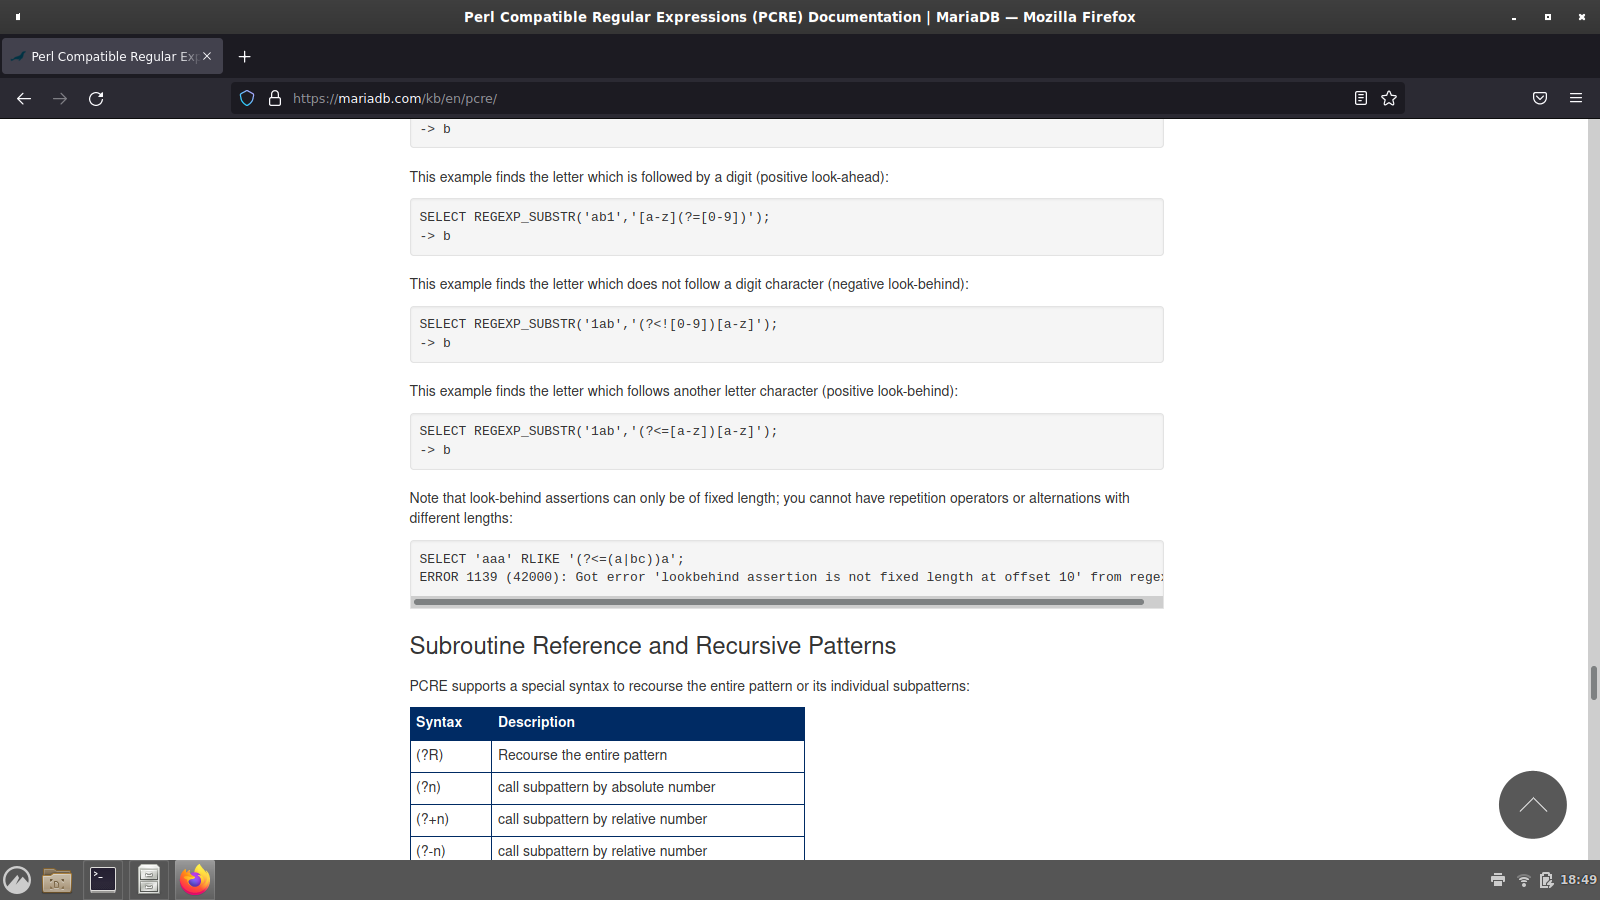 Perl Compatible Regular Expressions (PCRE) Documentation | MariaDB — Mozilla Firefox
Perl Compatible Regular Exp
https://mariadb.com/kb/en/pcre/
-> b
This example finds the letter which is followed by a digit (positive look-ahead):
SELECT REGEXP_SUBSTR('ab1','[a-z](?=[0-9])');
-> b
This example finds the letter which does not follow a digit character (negative look-behind):
SELECT REGEXP_SUBSTR('1ab','(?<![0-9])[a-z]');
-> b
This example finds the letter which follows another letter character (positive look-behind):
SELECT REGEXP_SUBSTR('1ab','(?<=[a-z])[a-z]');
-> b
Note that look-behind assertions can only be of fixed length; you cannot have repetition operators or alternations with
different lengths:
SELECT 'aaa' RLIKE '(?<=(a|bc))a';
ERROR 1139 (42000): Got error 'lookbehind assertion is not fixed length at offset 10' from rege
Subroutine Reference and Recursive Patterns
PCRE supports a special syntax to recourse the entire pattern or its individual subpatterns:
Syntax Description
(?R) Recourse the entire pattern
(?n) call subpattern by absolute number
(?+n) call subpattern by relative number
(?-n) call subpattern by relative number
18:49